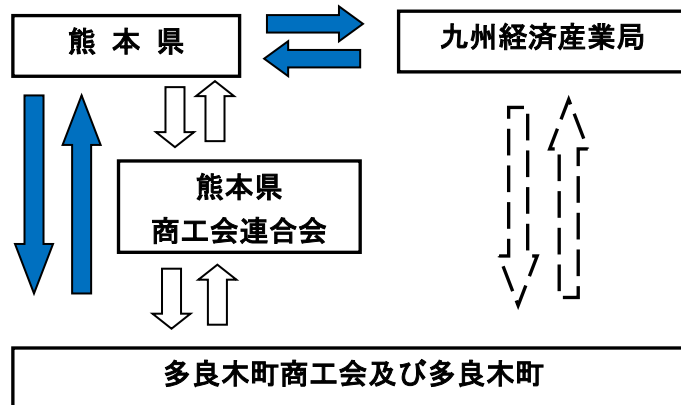 熊 本 県
九州経済産業局
熊本県
商工会連合会
多良木町商工会及び多良木町